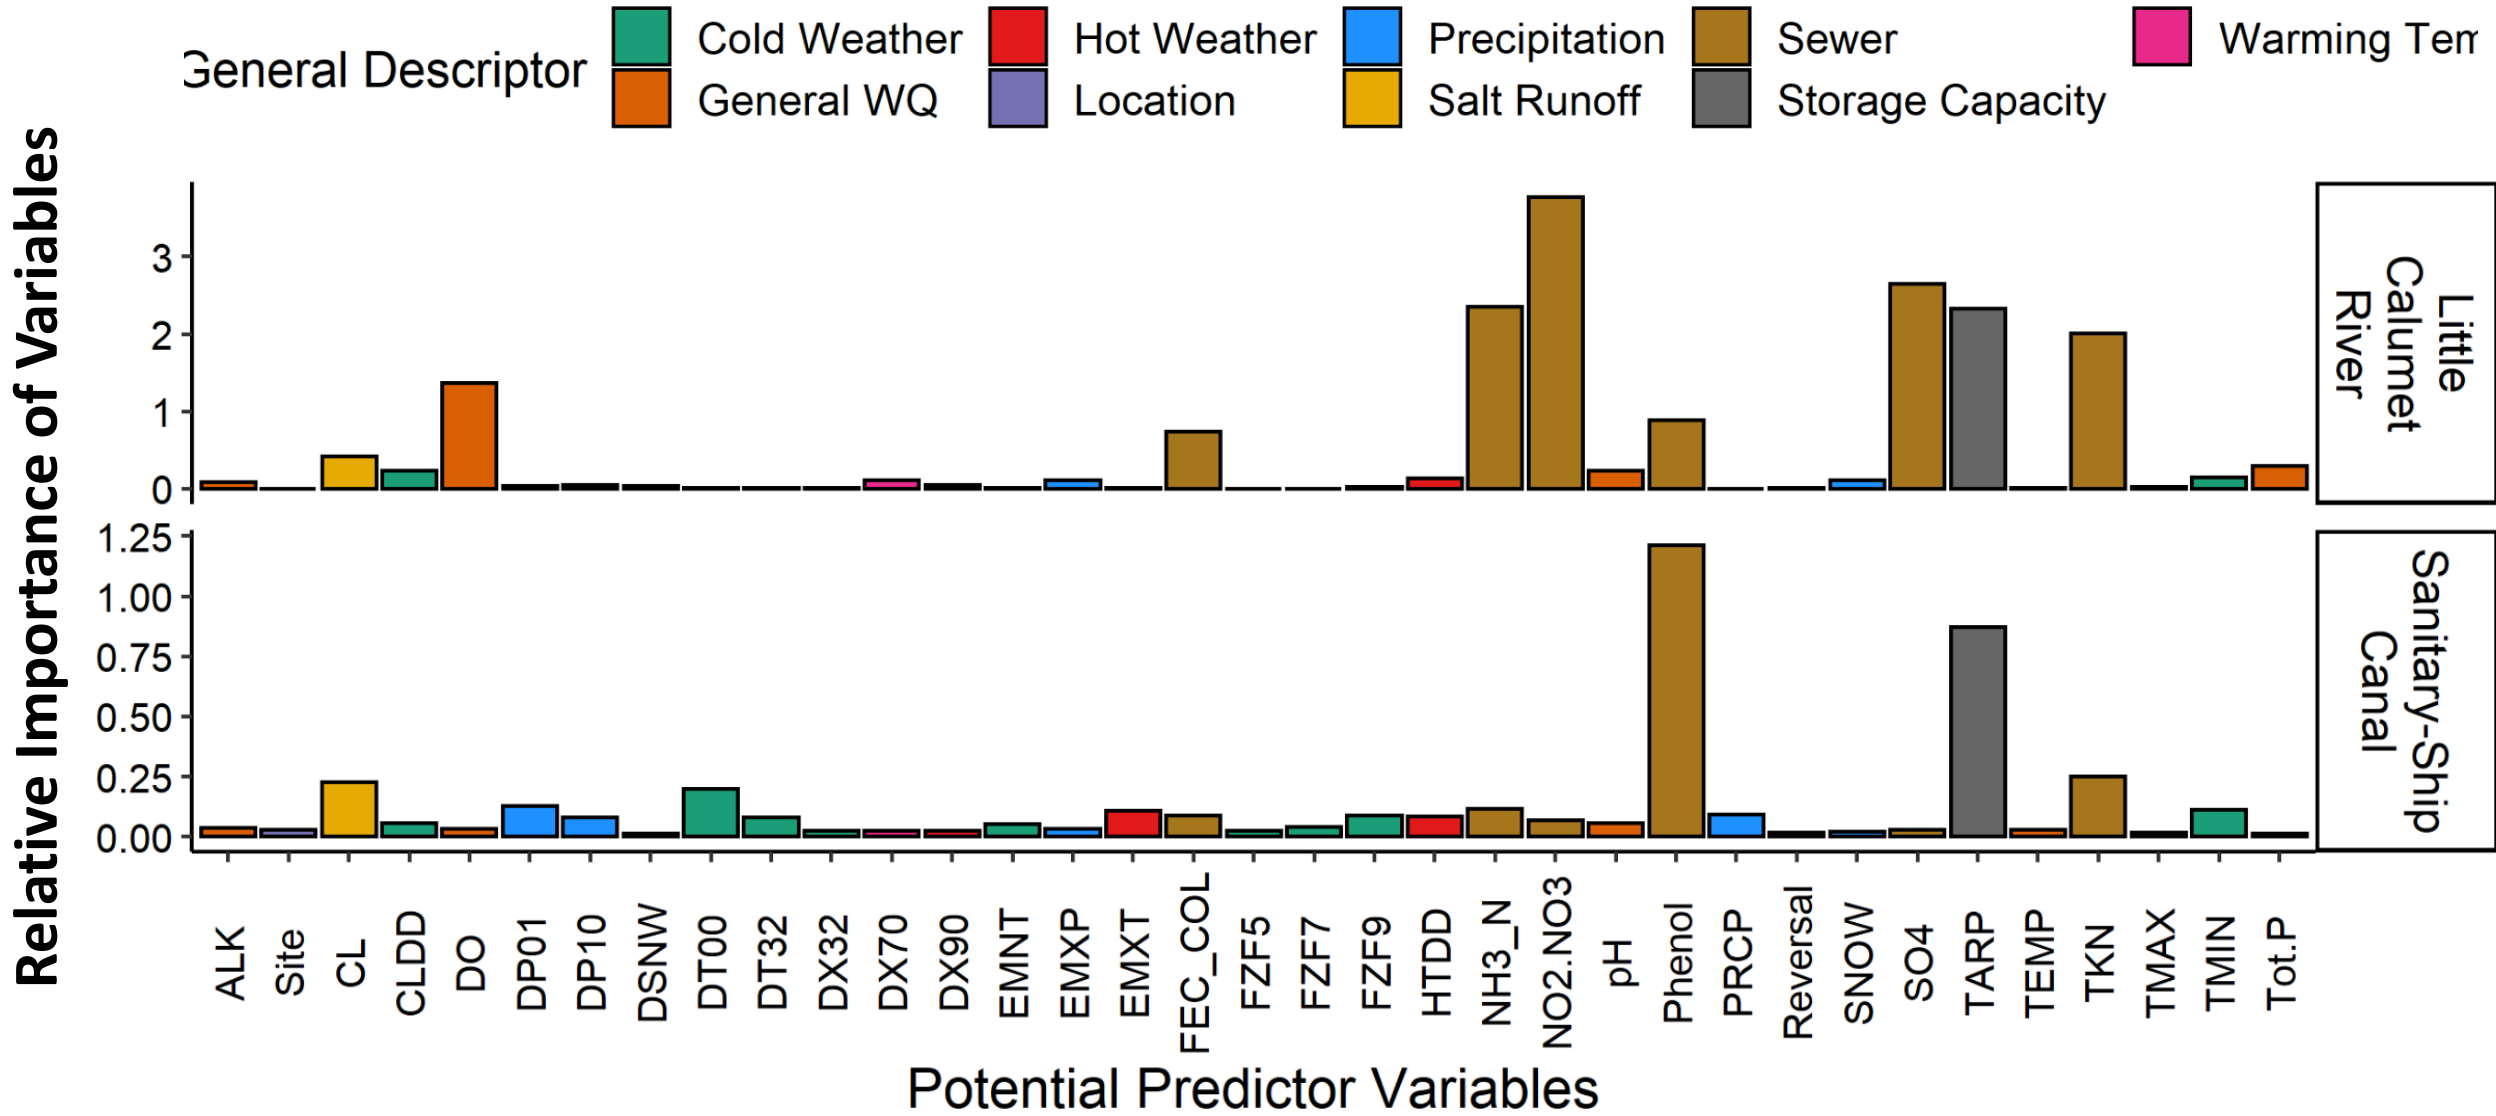 General Descriptor
Cold Weather
Hot Weather
Precipitation
Sewer
Warming Tem
General WQ
Location
Salt Runoff
Storage Capacity
Relative Importance of Variables
3
2
1
0
Little
Calumet
River
1.25
1.00
0.75
0.50
0.25
0.00
Sanitary-Ship
Canal
ALK
Site
CL
CLDD
DO
DP01
DP10
DSNW
DT00
DT32
DX32
DX70
DX90
EMNT
EMXP
EMXT
FEC_COL
FZF5
FZF7
FZF9
HTDD
NH3_N
NO2.NO3
pH
Phenol
PRCP
Reversal
SNOW
SO4
TARP
TEMP
TKN
TMAX
TMIN
Tot.P
Potential Predictor Variables